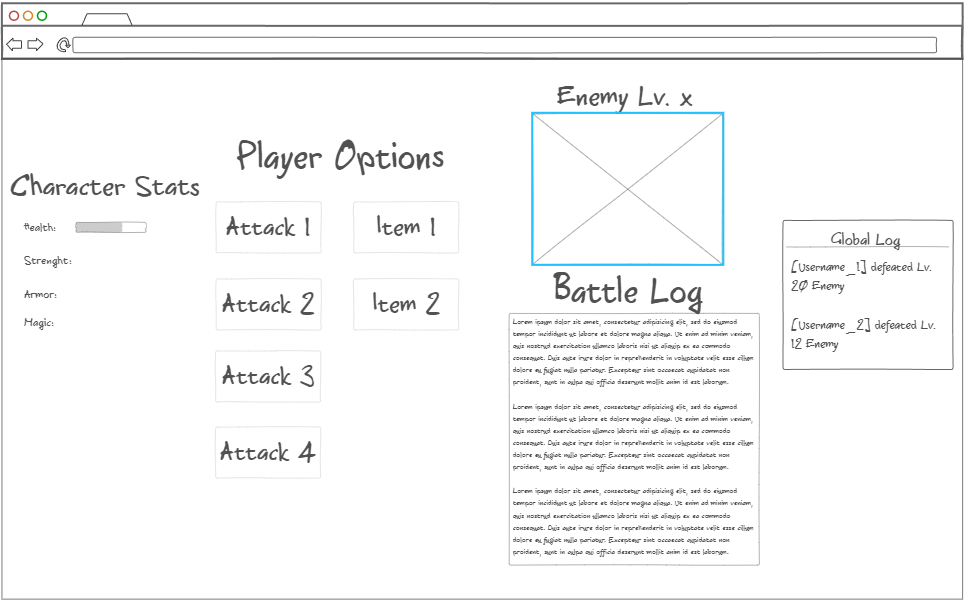 Enemy Lv. x
Player Options
Character Stats
Health:
Strenght:
Armor:
Magic:
Attack 1
Item 1
Attack 2
Item 2
Attack 3
Attack 4
Battle Log
Lorem ipsum dolor sit amet, consectetur adipisicing elit, sed do eiusmod
tempor incididunt ut labore et dolore magna aliqua. Ut enim ad minim veniam,
quis nostrud exercitation ullamco laboris nisi ut aliquip ex ea commodo
consequat. Duis aute irure dolor in reprehenderit in voluptate velit esse cillum
dolore eu fugiat nulla pariatur. Excepteur sint occaecat cupidatat non
proident, sunt in culpa qui officia deserunt mollit anim id est laborum.
Lorem ipsum dolor sit amet, consectetur adipisicing elit, sed do eiusmod
tempor incididunt ut labore et dolore magna aliqua. Ut enim ad minim veniam,
quis nostrud exercitation ullamco laboris nisi ut aliquip ex ea commodo
consequat. Duis aute irure dolor in reprehenderit in voluptate velit esse cillum
dolore eu fugiat nulla pariatur. Excepteur sint occaecat cupidatat non
proident, sunt in culpa qui officia deserunt mollit anim id est laborum.
Lorem ipsum dolor sit amet, consectetur adipisicing elit, sed do eiusmod
tempor incididunt ut labore et dolore magna aliqua. Ut enim ad minim veniam,
quis nostrud exercitation ullamco laboris nisi ut aliquip ex ea commodo
consequat. Duis aute irure dolor in reprehenderit in voluptate velit esse cillum
dolore eu fugiat nulla pariatur. Excepteur sint occaecat cupidatat non
proident, sunt in culpa qui officia deserunt mollit anim id est laborum.
Global Log
[Username_1] defeated Lv.
20 Enemy
[Username_2] defeated Lv.
12 Enemy